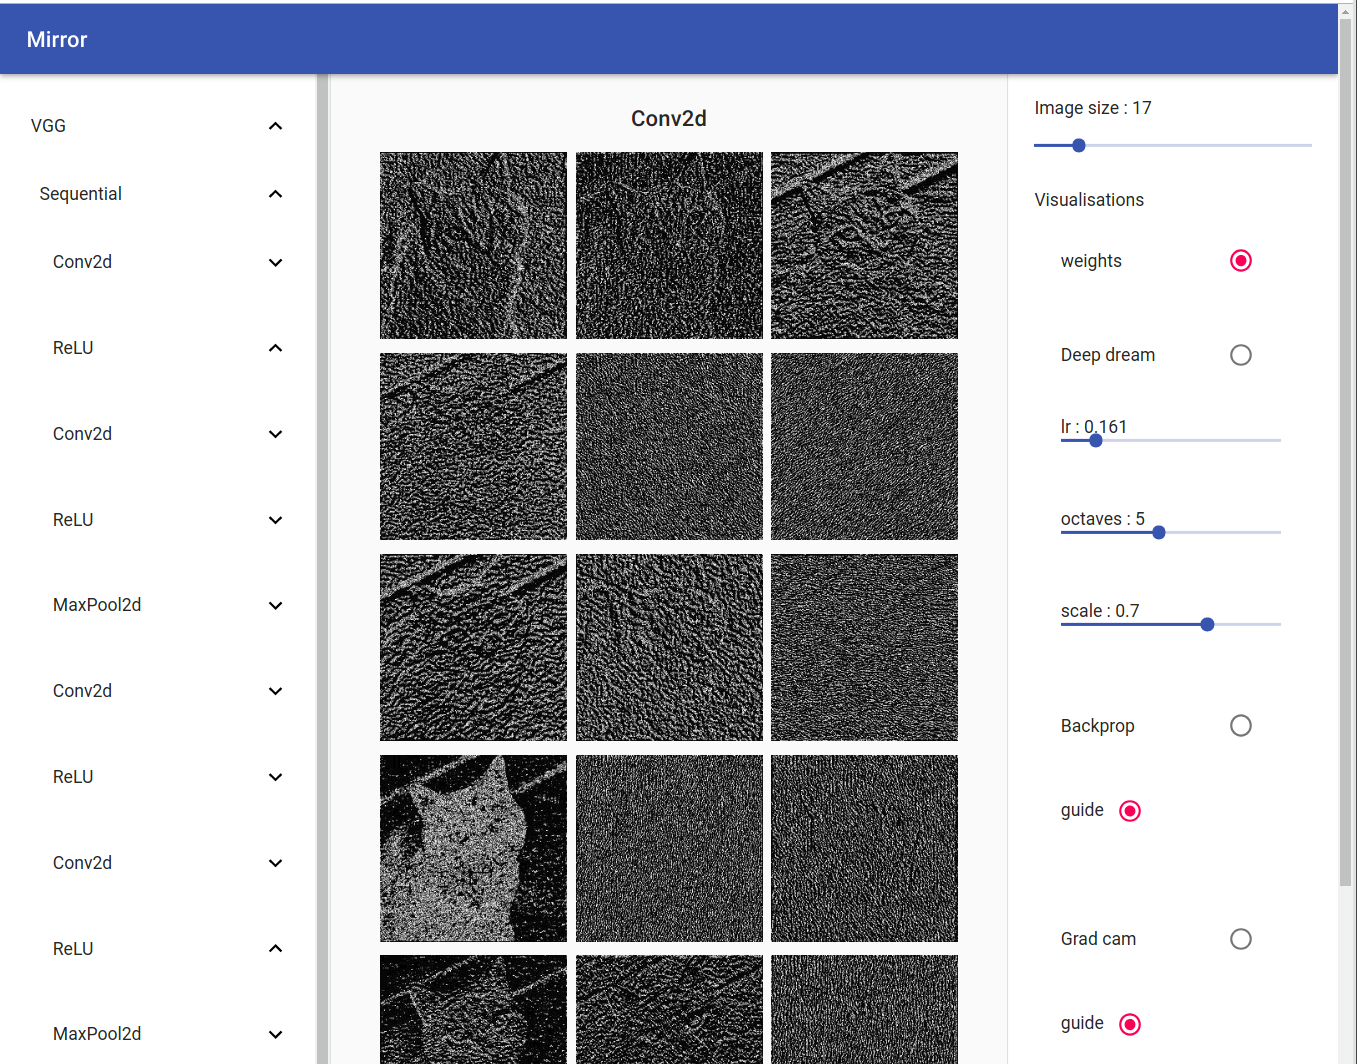 Mirror
VGG
Sequential
Conv2d
ReLU
Conv2d
ReLU
MaxPool2d
Conv2d
ReLU
Conv2d
ReLU
MaxPool2d
Conv2d
Image size : 17
Visualisations
weights
Deep dream
lr : 0.161
octaves : 5
scale : 0.7
Backprop
guide
Grad cam
guide